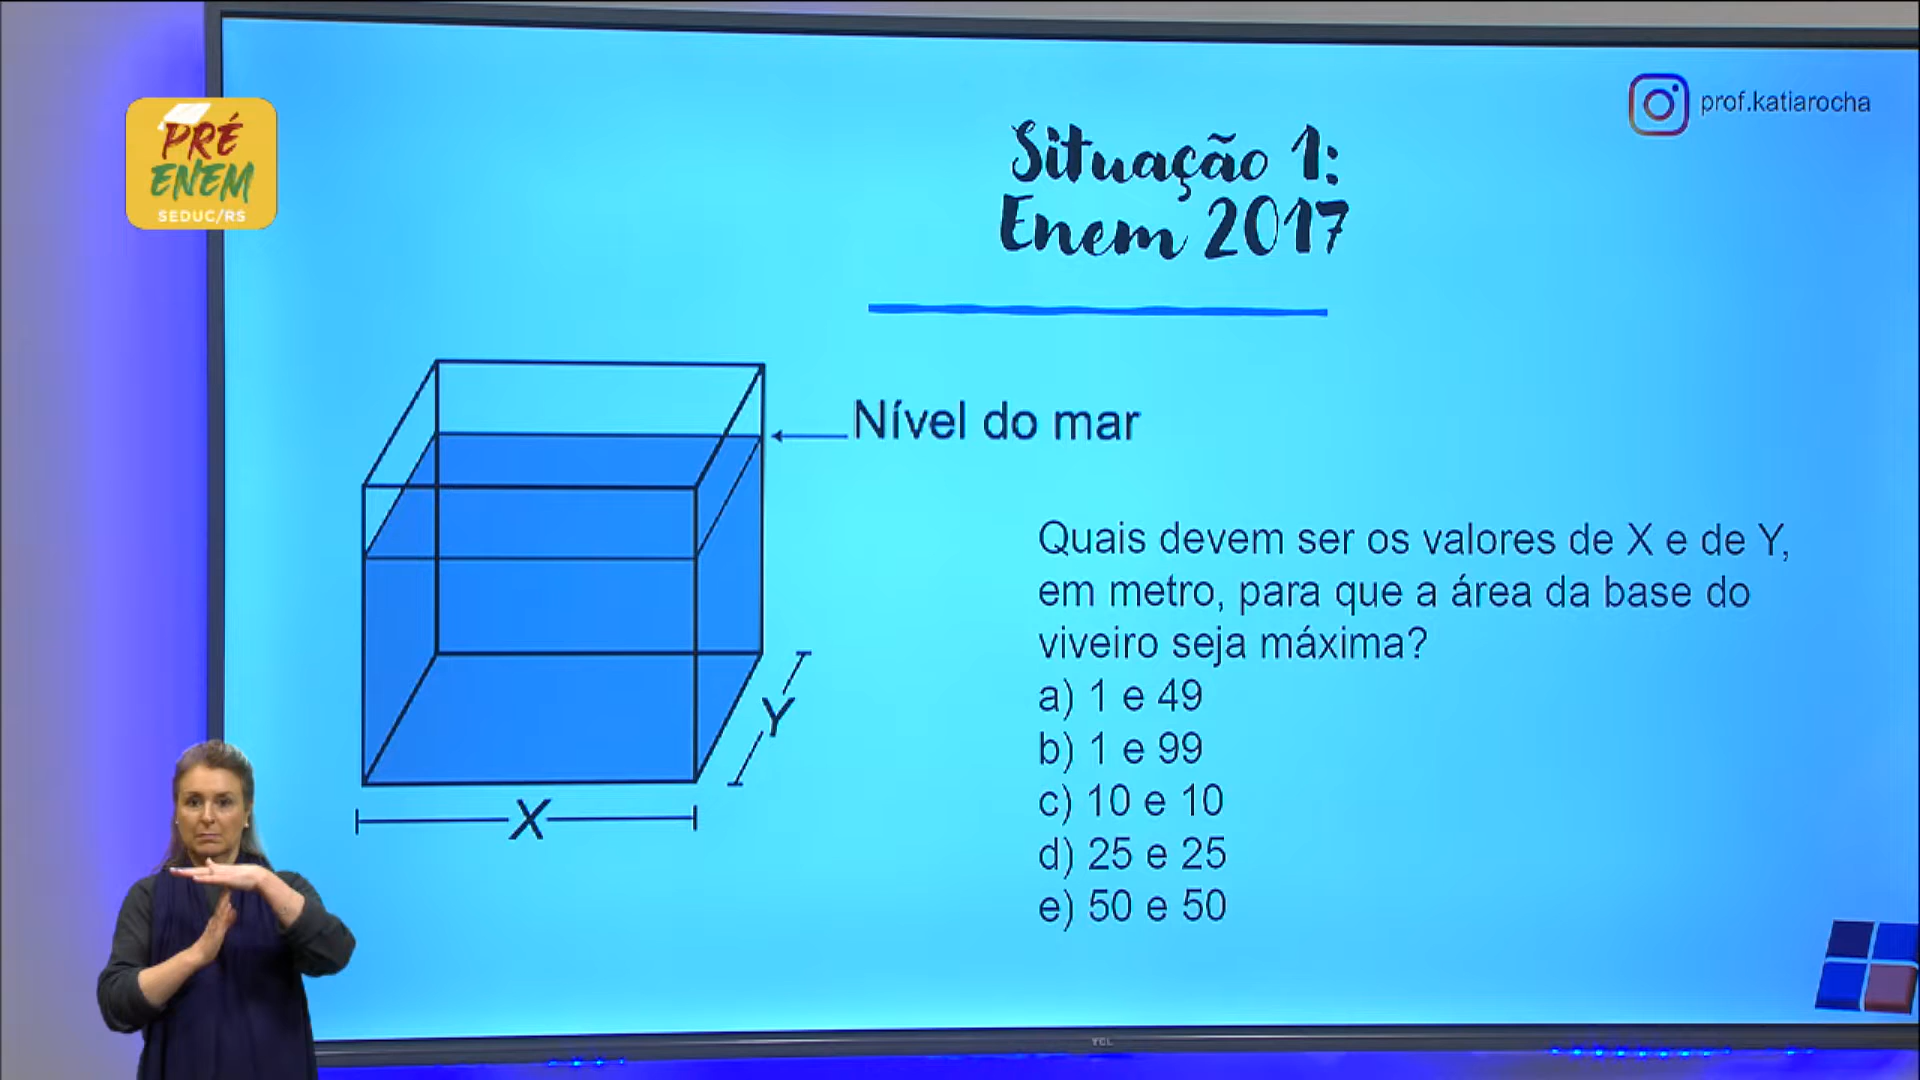 PRÉ
ENEM
SEDUC/RS
prof.katiarocha
Situação 1:
Enem 2017
Nível do mar
Quais devem ser os valores de X e de Y,
em metro, para que a área da base do
viveiro seja máxima?
a) 1 e 49
b) 1 e 99
c) 10 e 10
d) 25 e 25
e) 50 e 50
Y
X
TCL